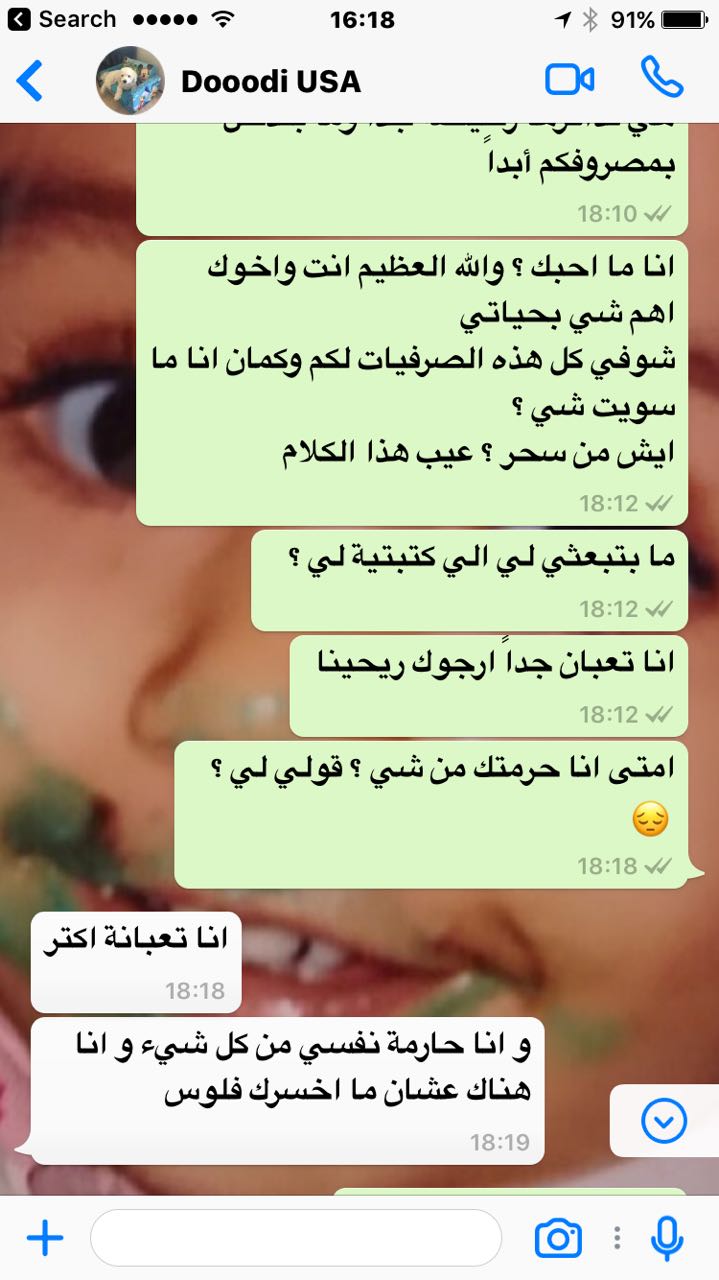 Search
16:18
91%
Dooodi USA
بمصروفكم أبداً
18:10
انا ما احبك ؟ والله العظيم انت واخوك
اهم شي بحياتي
شوفي كل هذه الصرفيات لكم وكمان انا ما
سويت شي ؟
ايش من سحر ؟ عيب هذا الكلام
18:12
ما بتبعثي لي الي كتبتية لي ؟
18:12
انا تعبان جداً ارجوك ريحينا
18:12
امتى انا حرمتك من شي ؟ قولي لي ؟
😔
18:18
انا تعبانة اكتر
18:18
و انا حارمة نفسي من كل شيء و انا
هناك عشان ما اخسرك فلوس
18:19